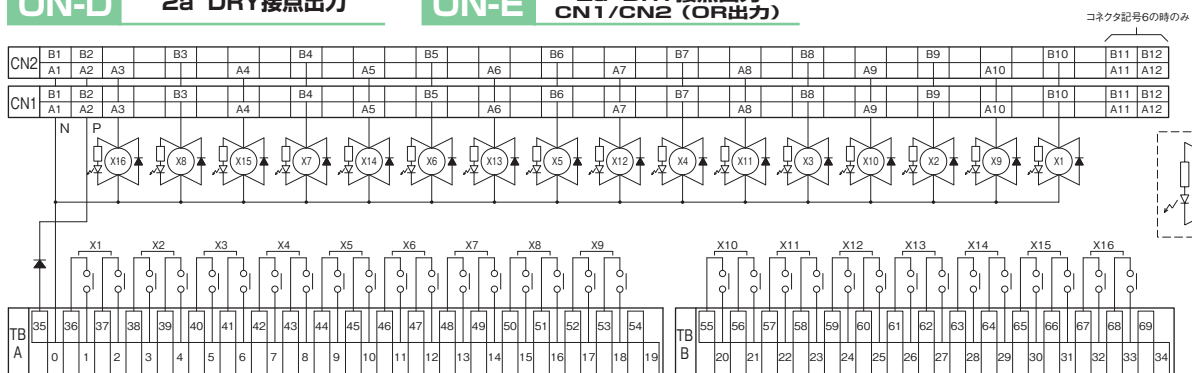 UN-D 2a DRY接点出力 UN-E
CN1/CN2（OR出力）
コネクタ記号6の時のみ
CN2 B1 B2 B3 B4 B5 B6 B7 B8 B9 B10 B11 B12
A1 A2 A3 A4 A5 A6 A7 A8 A9 A10 A11 A12
CN1 B1 B2 B3 B4 B5 B6 B7 B8 B9 B10 B11 B12
A1 A2 A3 A4 A5 A6 A7 A8 A9 A10 A11 A12
N P
X16 X8 X15 X7 X14 X6 X13 X5 X12 X4 X11 X3 X10 X2 X9 X1
X1 X2 X3 X4 X5 X6 X7 X8 X9 X10 X11 X12 X13 X14 X15 X16
TB A 35 36 37 38 39 40 41 42 43 44 45 46 47 48 49 50 51 52 53 54
0 1 2 3 4 5 6 7 8 9 10 11 12 13 14 15 16 17 18 19
TB B 55 56 57 58 59 60 61 62 63 64 65 66 67 68 69
20 21 22 23 24 25 26 27 28 29 30 31 32 33 34